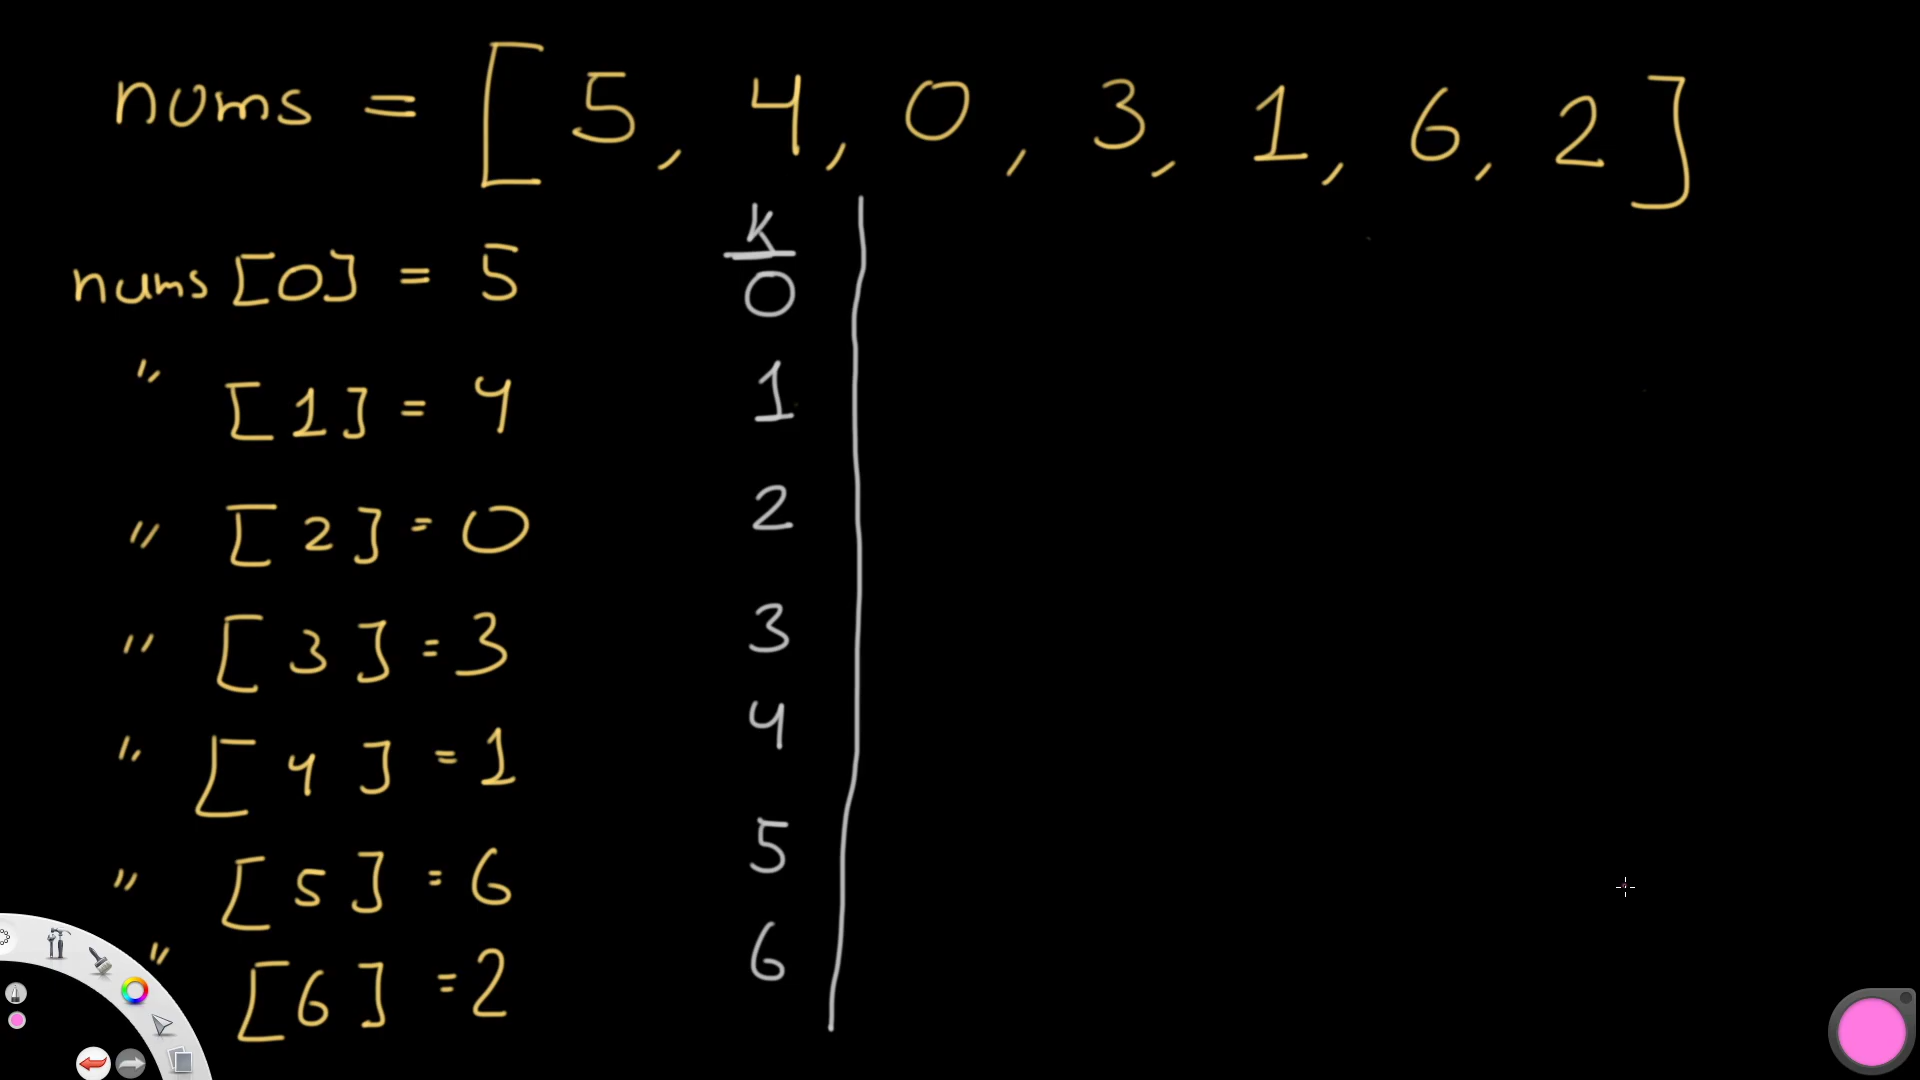 nums = [ 5, 4, 0, 3, 1, 6, 2 ]
k
nums [0] = 5
0
" [1] = 4
1
" [2] = 0
2
" [3] = 3
3
" [4] = 1
4
" [5] = 6
5
" [6] = 2
6